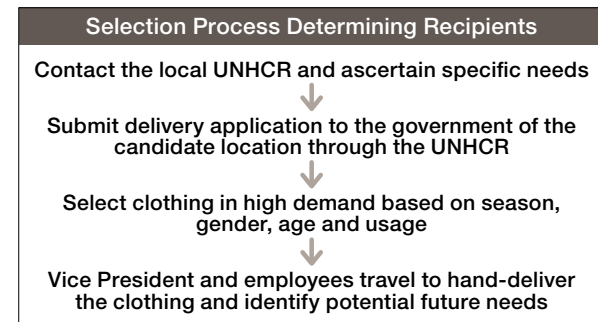 Selection Process Determining Recipients
Contact the local UNHCR and ascertain specific needs
Submit delivery application to the government of the
candidate location through the UNHCR
Select clothing in high demand based on season,
gender, age and usage
Vice President and employees travel to hand-deliver
the clothing and identify potential future needs